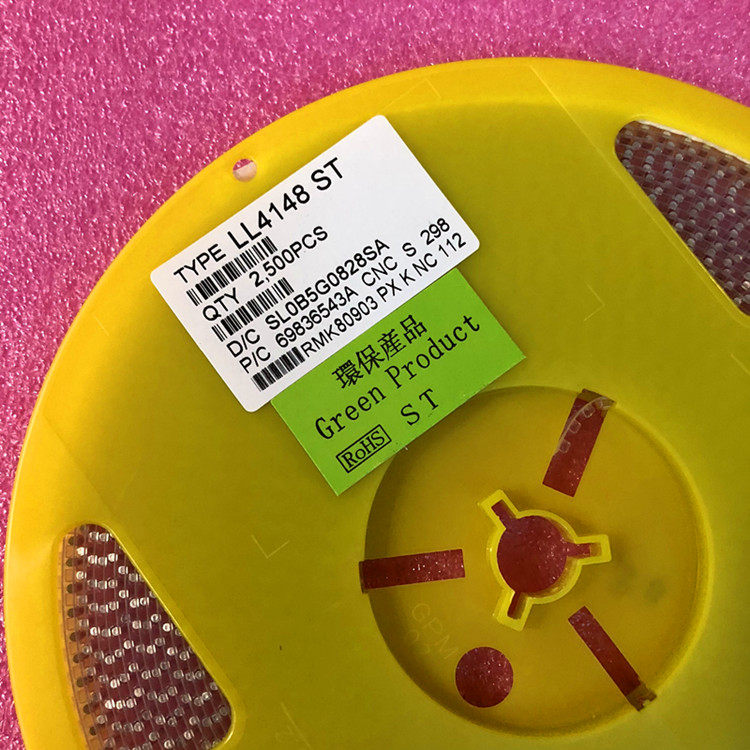 TYPE LL4148 ST
QTY 2,500PCS
D/C SL0B5G0828SA
P/C 69836543A CNC S 298
RMK80903 PX K NC 112
環保産品
Green Product
RoHS ST